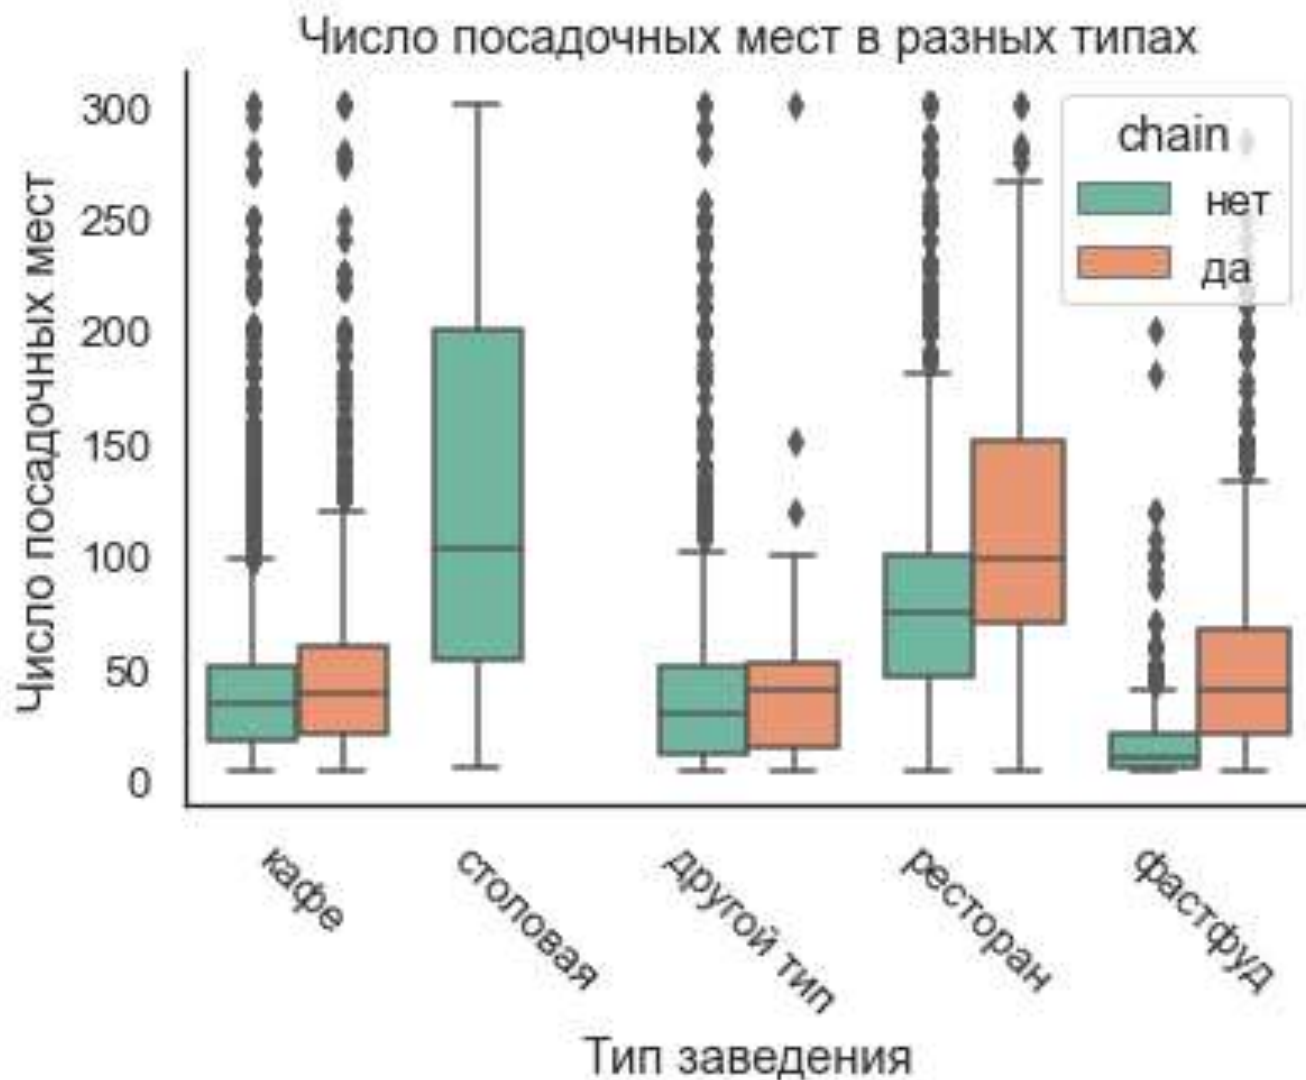 Число посадочных мест в разных типах
Число посадочных мест
300
250
200
150
100
50
0
chain
нет
да
кафе
столовая
другой тип
ресторан
фастфуд
Тип заведения